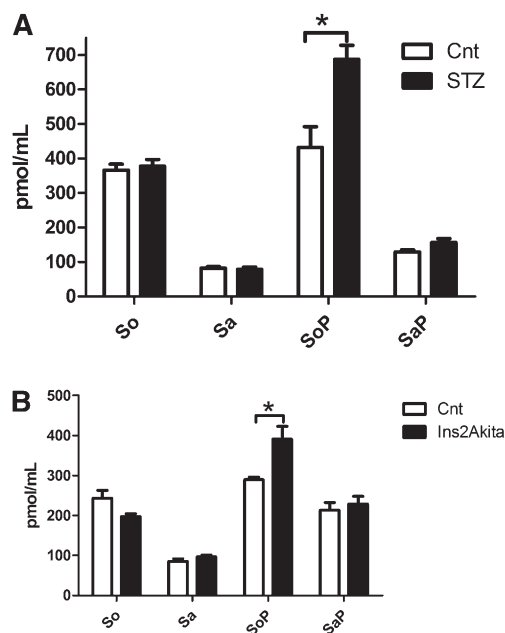 A
*
Cnt
STZ
pmol/mL
700
600
500
400
300
200
100
0
So
Sa
SoP
SaP
B
*
Cnt
Ins2Akita
pmol/mL
500
400
300
200
100
0
So
Sa
SoP
SaP